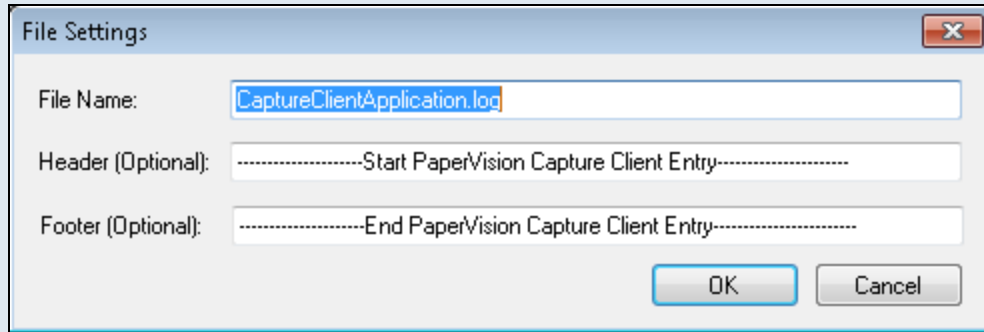 File Settings
File Name: CaptureClientApplication.log
Header (Optional): ---------------------Start PaperVision Capture Client Entry----------------------
Footer (Optional): ---------------------End PaperVision Capture Client Entry------------------------
OK Cancel